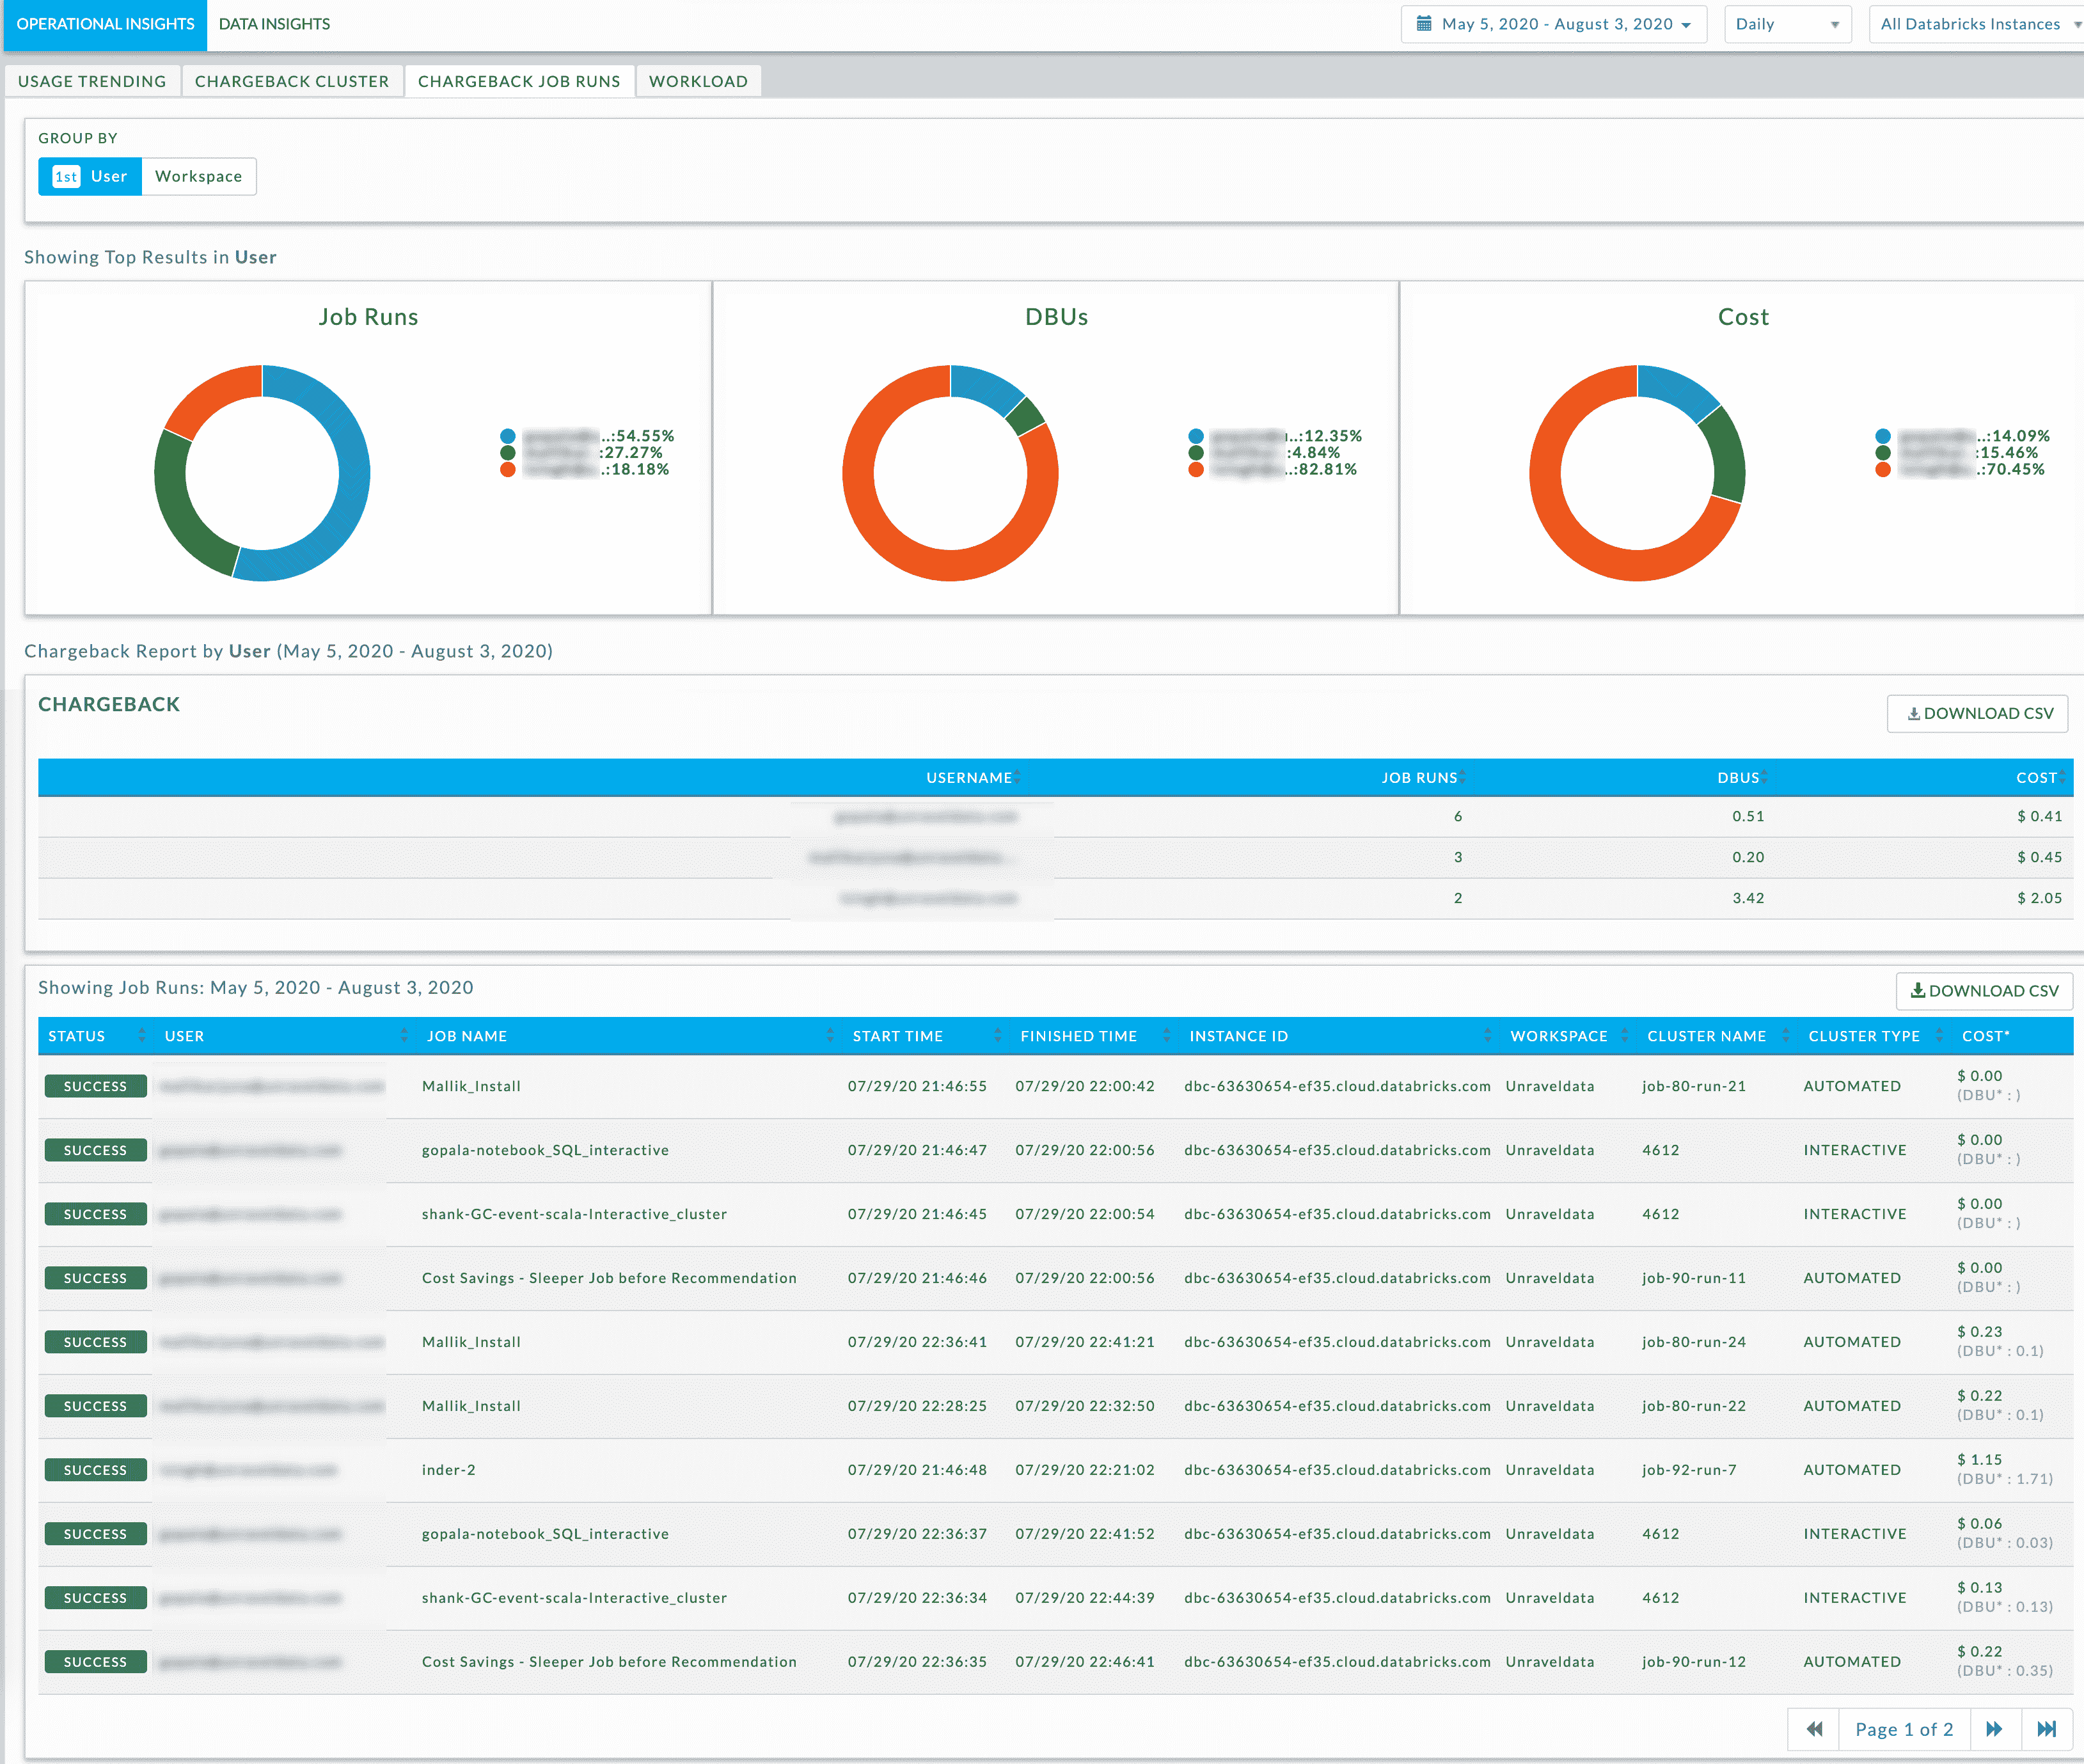 OPERATIONAL INSIGHTS DATA INSIGHTS May 5, 2020 - August 3, 2020 Daily All Databricks Instances
USAGE TRENDING CHARGEBACK CLUSTER CHARGEBACK JOB RUNS WORKLOAD
GROUP BY
1st User Workspace
Showing Top Results in User
Job Runs DBUs Cost
..:54.55% ..:12.35% ..:14.09%
:27.27% :4.84% :15.46%
.:18.18% ..:82.81% .:70.45%
Chargeback Report by User (May 5, 2020 - August 3, 2020)
CHARGEBACK DOWNLOAD CSV
USERNAME JOB RUNS DBUS COST
6 0.51 $ 0.41
3 0.20 $ 0.45
2 3.42 $ 2.05
Showing Job Runs: May 5, 2020 - August 3, 2020 DOWNLOAD CSV
STATUS USER JOB NAME START TIME FINISHED TIME INSTANCE ID WORKSPACE CLUSTER NAME CLUSTER TYPE COST*
SUCCESS Mallik_Install 07/29/20 21:46:55 07/29/20 22:00:42 dbc-63630654-ef35.cloud.databricks.com Unraveldata job-80-run-21 AUTOMATED $ 0.00
(DBU* : )
SUCCESS gopala-notebook_SQL_interactive 07/29/20 21:46:47 07/29/20 22:00:56 dbc-63630654-ef35.cloud.databricks.com Unraveldata 4612 INTERACTIVE $ 0.00
(DBU* : )
SUCCESS shank-GC-event-scala-Interactive_cluster 07/29/20 21:46:45 07/29/20 22:00:54 dbc-63630654-ef35.cloud.databricks.com Unraveldata 4612 INTERACTIVE $ 0.00
(DBU* : )
SUCCESS Cost Savings - Sleeper Job before Recommendation 07/29/20 21:46:46 07/29/20 22:00:56 dbc-63630654-ef35.cloud.databricks.com Unraveldata job-90-run-11 AUTOMATED $ 0.00
(DBU* : )
SUCCESS Mallik_Install 07/29/20 22:36:41 07/29/20 22:41:21 dbc-63630654-ef35.cloud.databricks.com Unraveldata job-80-run-24 AUTOMATED $ 0.23
(DBU* : 0.1)
SUCCESS Mallik_Install 07/29/20 22:28:25 07/29/20 22:32:50 dbc-63630654-ef35.cloud.databricks.com Unraveldata job-80-run-22 AUTOMATED $ 0.22
(DBU* : 0.1)
SUCCESS inder-2 07/29/20 21:46:48 07/29/20 22:21:02 dbc-63630654-ef35.cloud.databricks.com Unraveldata job-92-run-7 AUTOMATED $ 1.15
(DBU* : 1.71)
SUCCESS gopala-notebook_SQL_interactive 07/29/20 22:36:37 07/29/20 22:41:52 dbc-63630654-ef35.cloud.databricks.com Unraveldata 4612 INTERACTIVE $ 0.06
(DBU* : 0.03)
SUCCESS shank-GC-event-scala-Interactive_cluster 07/29/20 22:36:34 07/29/20 22:44:39 dbc-63630654-ef35.cloud.databricks.com Unraveldata 4612 INTERACTIVE $ 0.13
(DBU* : 0.13)
SUCCESS Cost Savings - Sleeper Job before Recommendation 07/29/20 22:36:35 07/29/20 22:46:41 dbc-63630654-ef35.cloud.databricks.com Unraveldata job-90-run-12 AUTOMATED $ 0.22
(DBU* : 0.35)
Page 1 of 2